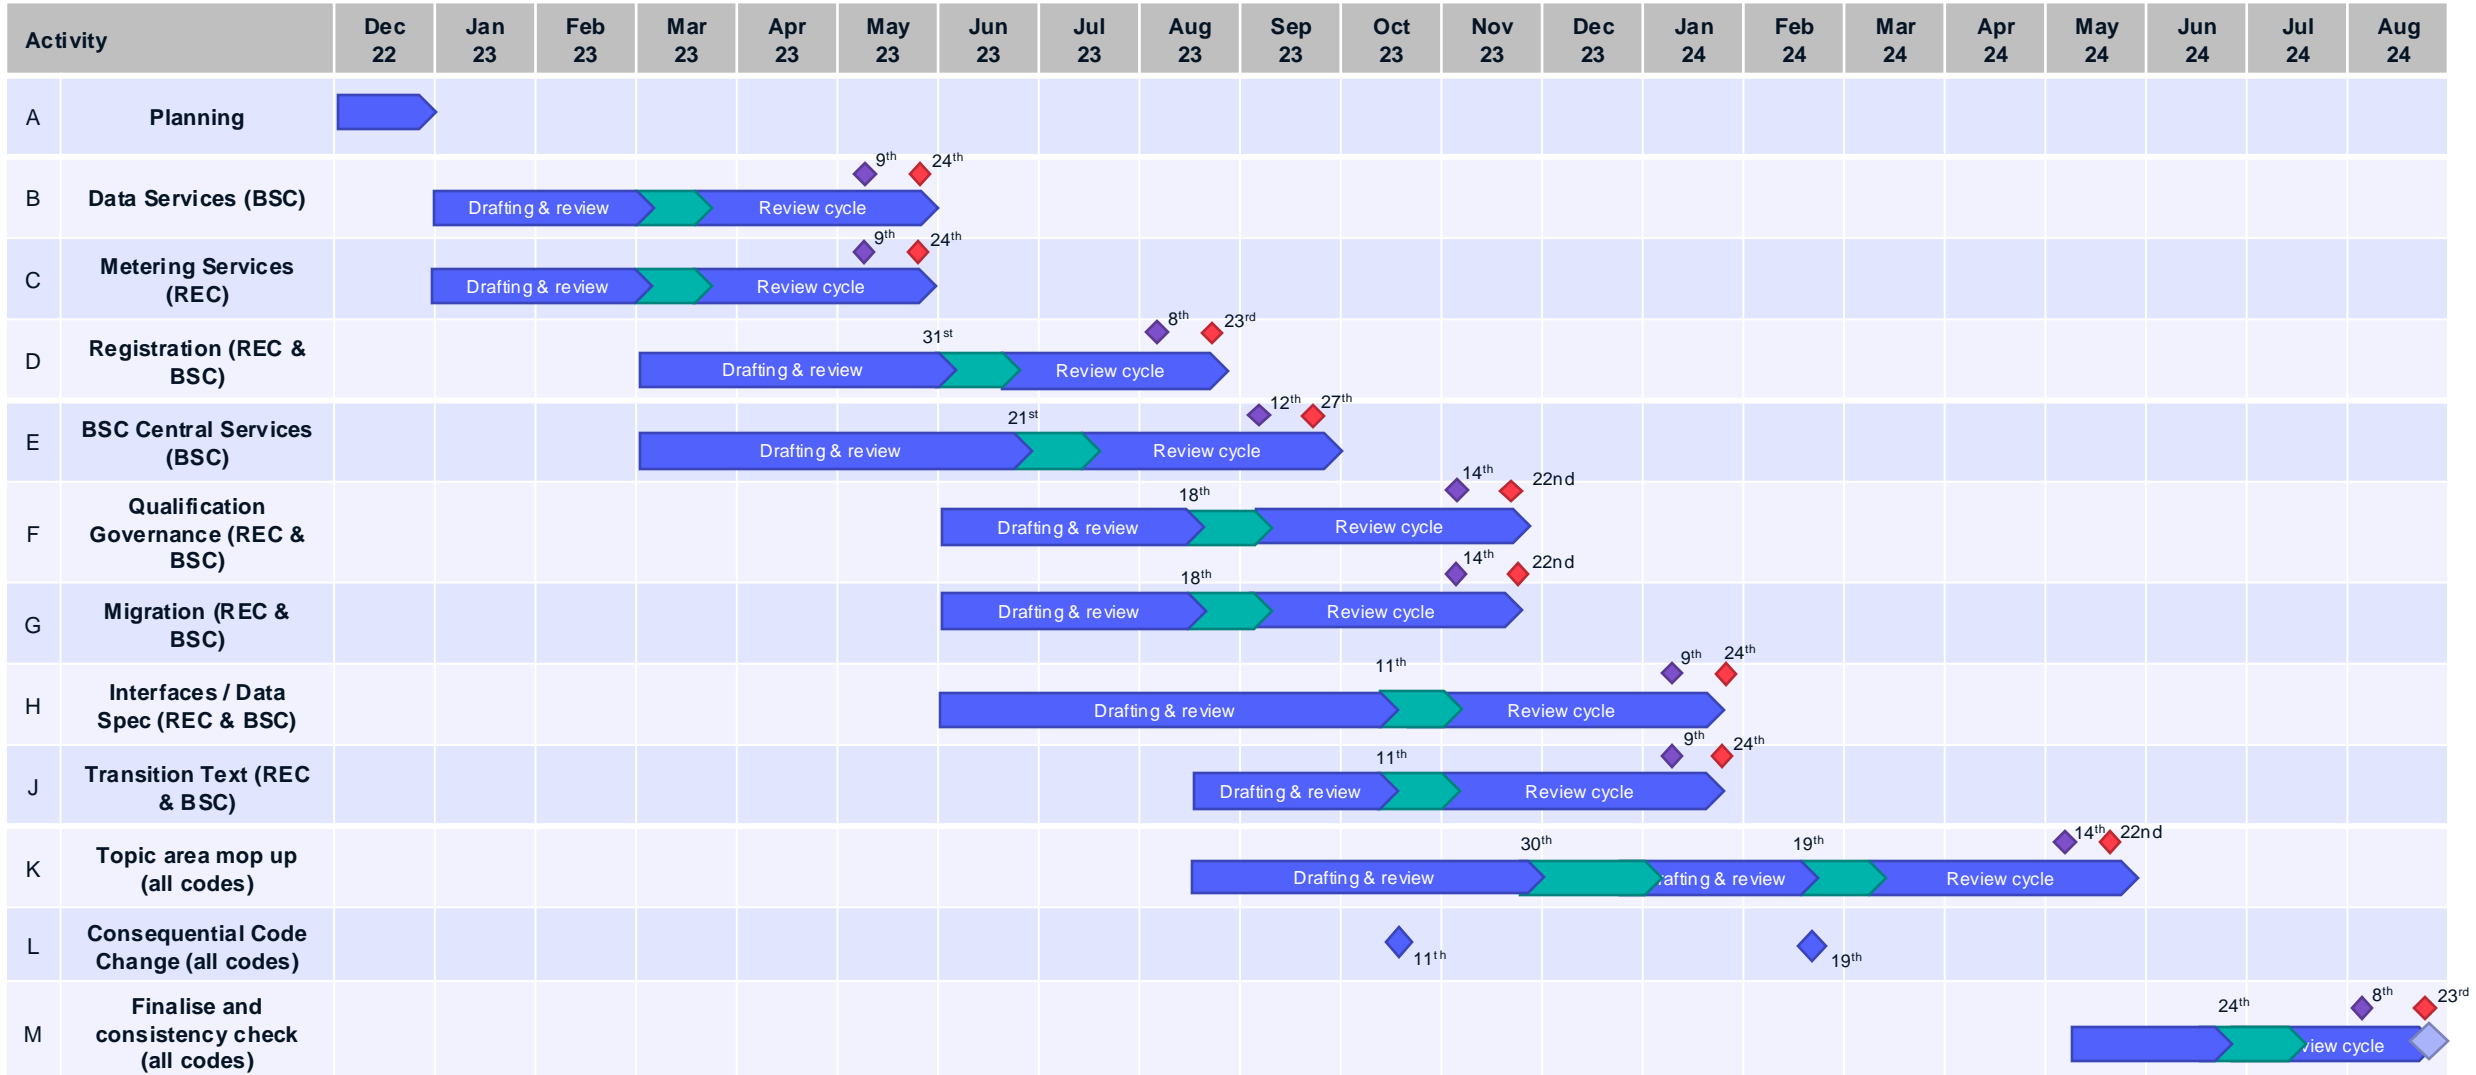 Activity
Dec 22
Jan 23
Feb 23
Mar 23
Apr 23
May 23
Jun 23
Jul 23
Aug 23
Sep 23
Oct 23
Nov 23
Dec 23
Jan 24
Feb 24
Mar 24
Apr 24
May 24
Jun 24
Jul 24
Aug 24
A
Planning
B
Data Services (BSC)
9th
24th
Drafting & review
Review cycle
C
Metering Services
(REC)
9th
24th
Drafting & review
Review cycle
D
Registration (REC &
BSC)
31st
8th
23rd
Drafting & review
Review cycle
E
BSC Central Services
(BSC)
21st
12th
27th
Drafting & review
Review cycle
F
Qualification
Governance (REC &
BSC)
18th
14th
22nd
Drafting & review
Review cycle
G
Migration (REC &
BSC)
18th
14th
22nd
Drafting & review
Review cycle
H
Interfaces / Data
Spec (REC & BSC)
11th
9th
24th
Drafting & review
Review cycle
J
Transition Text (REC
& BSC)
11th
9th
24th
Drafting & review
Review cycle
K
Topic area mop up
(all codes)
30th
19th
14th
22nd
Drafting & review
rafting & review
Review cycle
L
Consequential Code
Change (all codes)
11th
19th
M
Finalise and
consistency check
(all codes)
24th
8th
23rd
view cycle